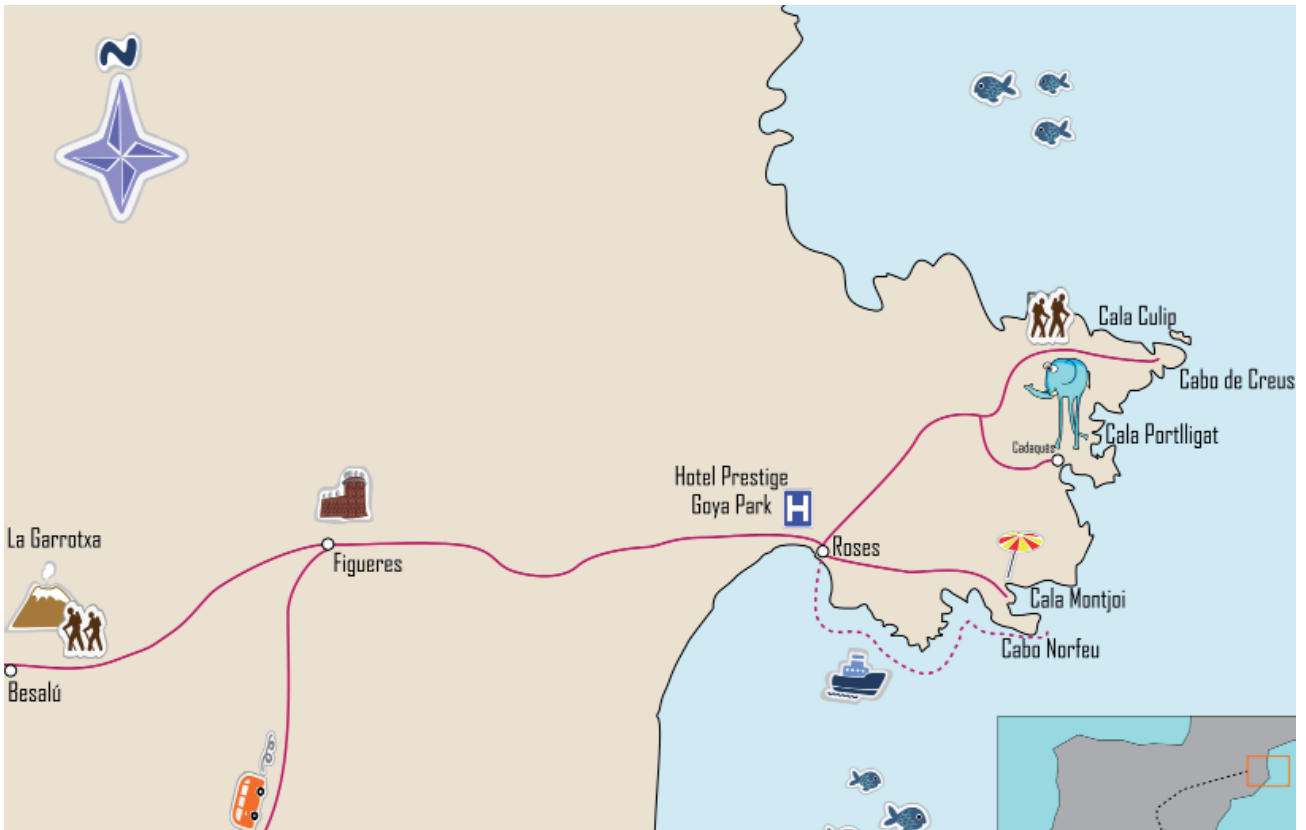 N
Cala Culip
Cabo de Creus
Cala Portlligat
Cadaqués
Hotel Prestige
Goya Park
H
La Garrotxa
Roses
Figueres
Cala Montjoi
Cabo Norfeu
Besalú